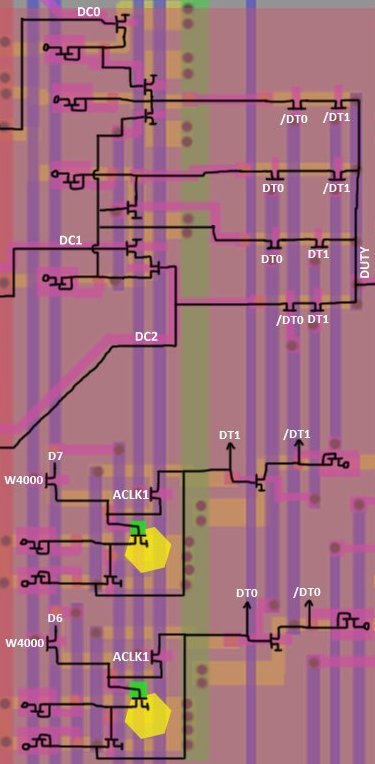 DC0
/DT0 /DT1
DT0 /DT1
DC1
DT0 DT1
DUTY
/DT0 DT1
DC2
DT1 /DT1
D7
W4000
ACLK1
DT0 /DT0
D6
W4000
ACLK1